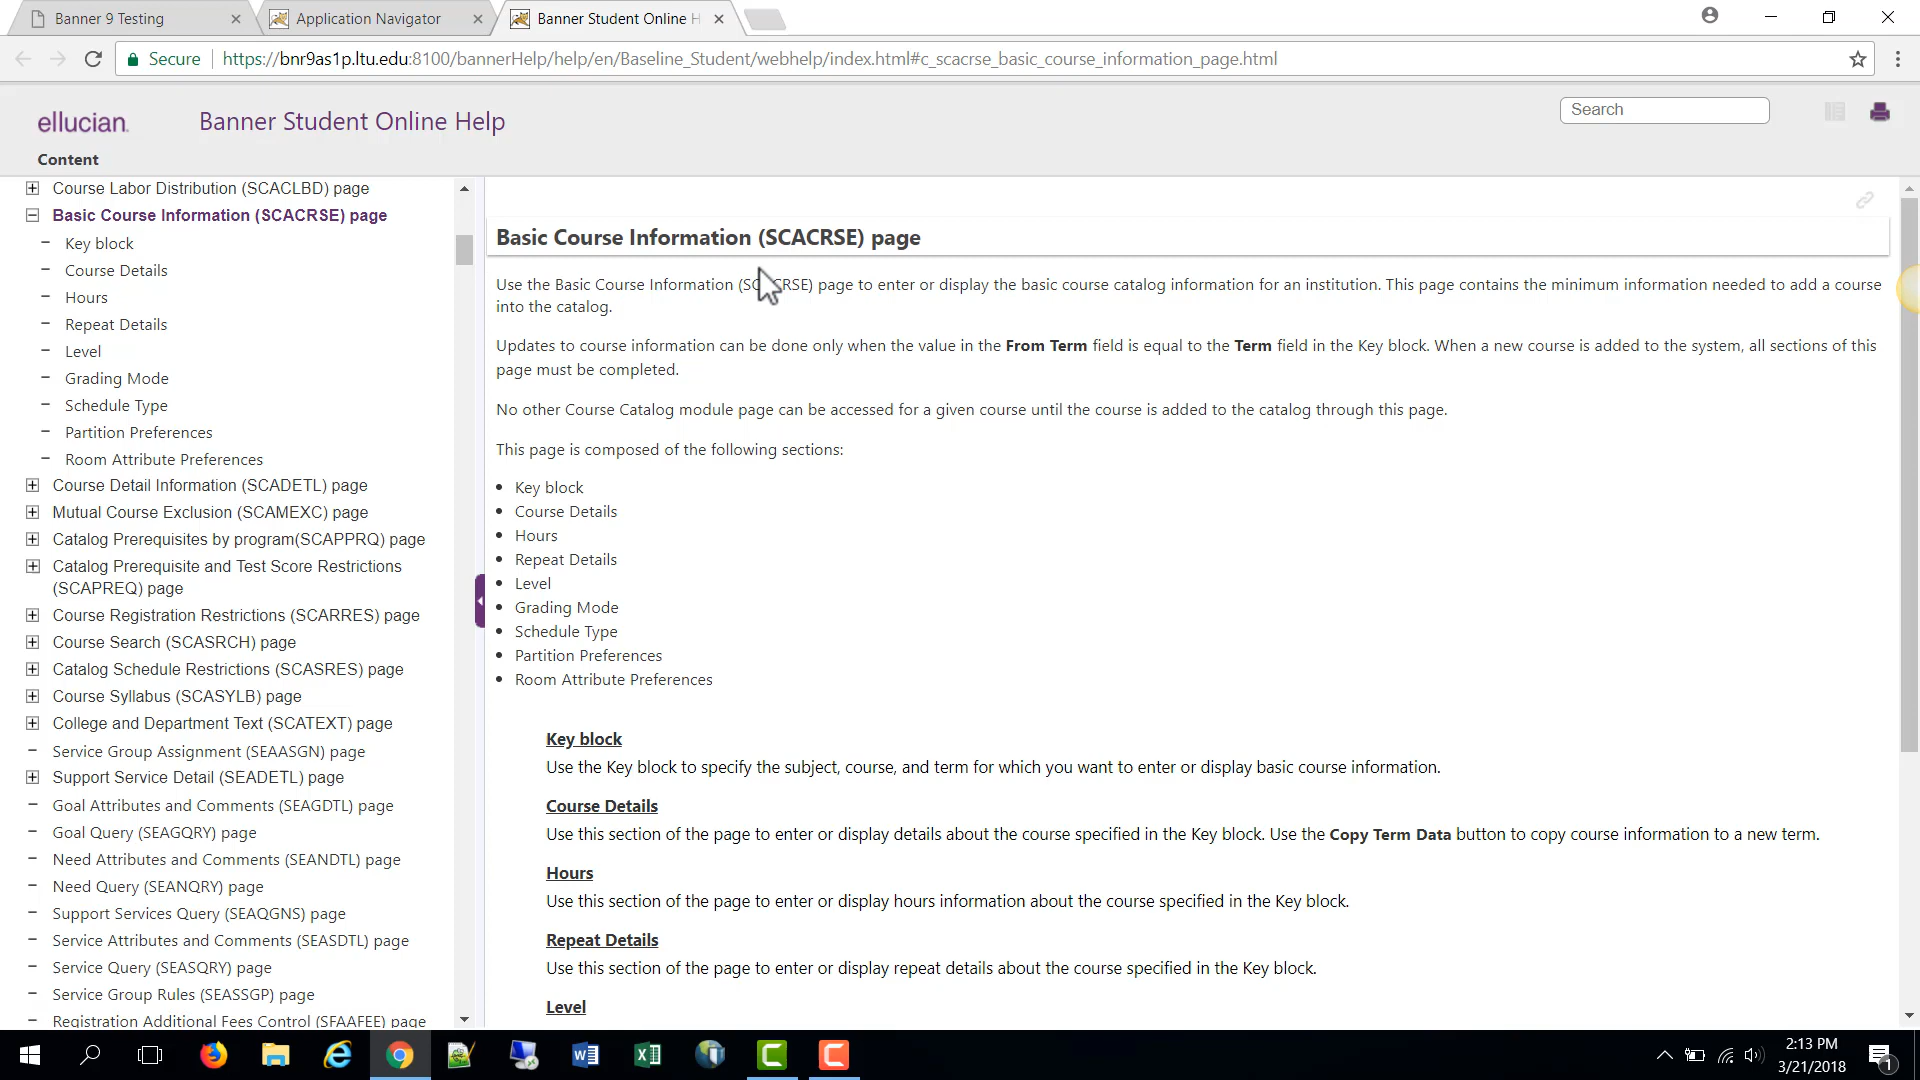 Banner 9 Testing
Application Navigator
Banner Student Online H
Secure
https://bnr9as1p.ltu.edu:8100/bannerHelp/help/en/Baseline_Student/webhelp/index.html#c_scacrse_basic_course_information_page.html
ellucian.
Banner Student Online Help
Search
Content
Course Labor Distribution (SCACLBD) page
Basic Course Information (SCACRSE) page
Key block
Course Details
Hours
Repeat Details
Level
Grading Mode
Schedule Type
Partition Preferences
Room Attribute Preferences
Course Detail Information (SCADETL) page
Mutual Course Exclusion (SCAMEXC) page
Catalog Prerequisites by program(SCAPPRQ) page
Catalog Prerequisite and Test Score Restrictions
(SCAPREQ) page
Course Registration Restrictions (SCARRES) page
Course Search (SCASRCH) page
Catalog Schedule Restrictions (SCASRES) page
Course Syllabus (SCASYLB) page
College and Department Text (SCATEXT) page
Service Group Assignment (SEAASGN) page
Support Service Detail (SEADETL) page
Goal Attributes and Comments (SEAGDTL) page
Goal Query (SEAGQRY) page
Need Attributes and Comments (SEANDTL) page
Need Query (SEANQRY) page
Support Services Query (SEAQGNS) page
Service Attributes and Comments (SEASDTL) page
Service Query (SEASQRY) page
Service Group Rules (SEASSGP) page
Registration Additional Fees Control (SFAAFEE) page
Basic Course Information (SCACRSE) page
Use the Basic Course Information (SCACRSE) page to enter or display the basic course catalog information for an institution. This page contains the minimum information needed to add a course
into the catalog.
Updates to course information can be done only when the value in the From Term field is equal to the Term field in the Key block. When a new course is added to the system, all sections of this
page must be completed.
No other Course Catalog module page can be accessed for a given course until the course is added to the catalog through this page.
This page is composed of the following sections:
Key block
Course Details
Hours
Repeat Details
Level
Grading Mode
Schedule Type
Partition Preferences
Room Attribute Preferences
Key block
Use the Key block to specify the subject, course, and term for which you want to enter or display basic course information.
Course Details
Use this section of the page to enter or display details about the course specified in the Key block. Use the Copy Term Data button to copy course information to a new term.
Hours
Use this section of the page to enter or display hours information about the course specified in the Key block.
Repeat Details
Use this section of the page to enter or display repeat details about the course specified in the Key block.
Level
2:13 PM
3/21/2018
1